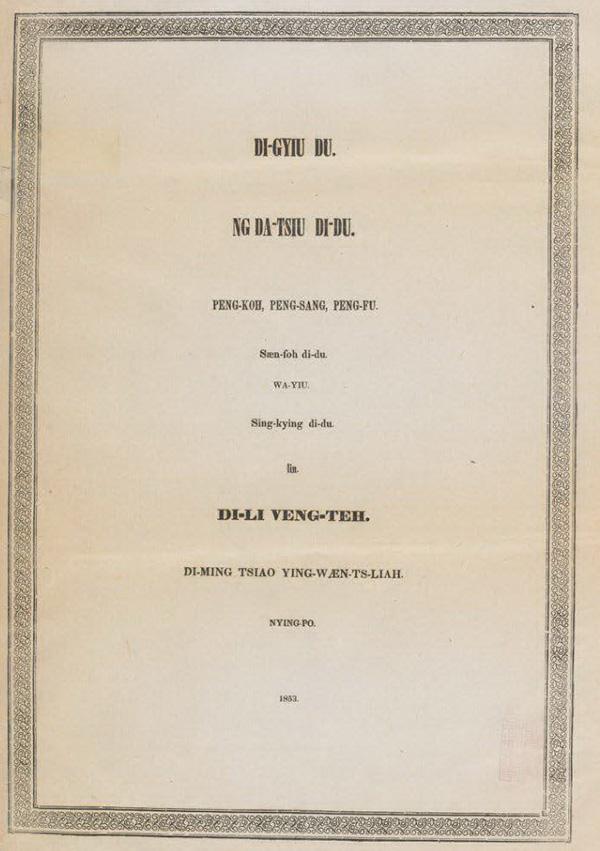 DI-GYIU DU.
NG DA-TSIU DI-DU.
PENG-KOH, PENG-SANG, PENG-FU.
Sæn-foh di-du.
WA-YIU.
Sing-kying di-du.
lin.
DI-LI VENG-TEH.
DI-MING TSIAO YING-WÆN-TS-LIAH.
NYING-PO.
1853.